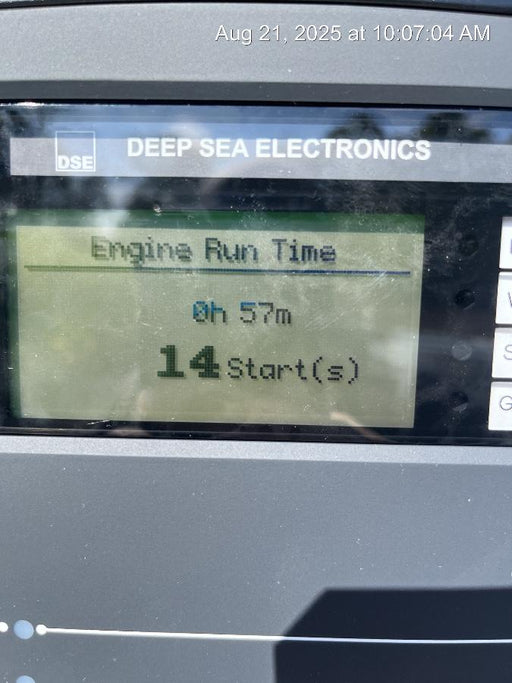 Aug 21, 2025 at 10:07:04 AM
DSE
DEEP SEA ELECTRONICS
Engine Run Time
0h 57m
14 Start(s)